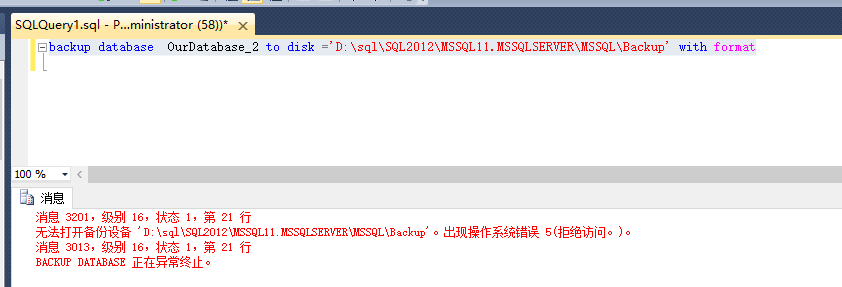 SQLQuery1.sql - P...ministrator (58))*
backup database  OurDatabase_2 to disk ='D:\sql\SQL2012\MSSQL11.MSSQLSERVER\MSSQL\Backup' with format
100 %
消息
消息 3201，级别 16，状态 1，第 21 行
无法打开备份设备 'D:\sql\SQL2012\MSSQL11.MSSQLSERVER\MSSQL\Backup'。出现操作系统错误 5(拒绝访问。)。
消息 3013，级别 16，状态 1，第 21 行
BACKUP DATABASE 正在异常终止。